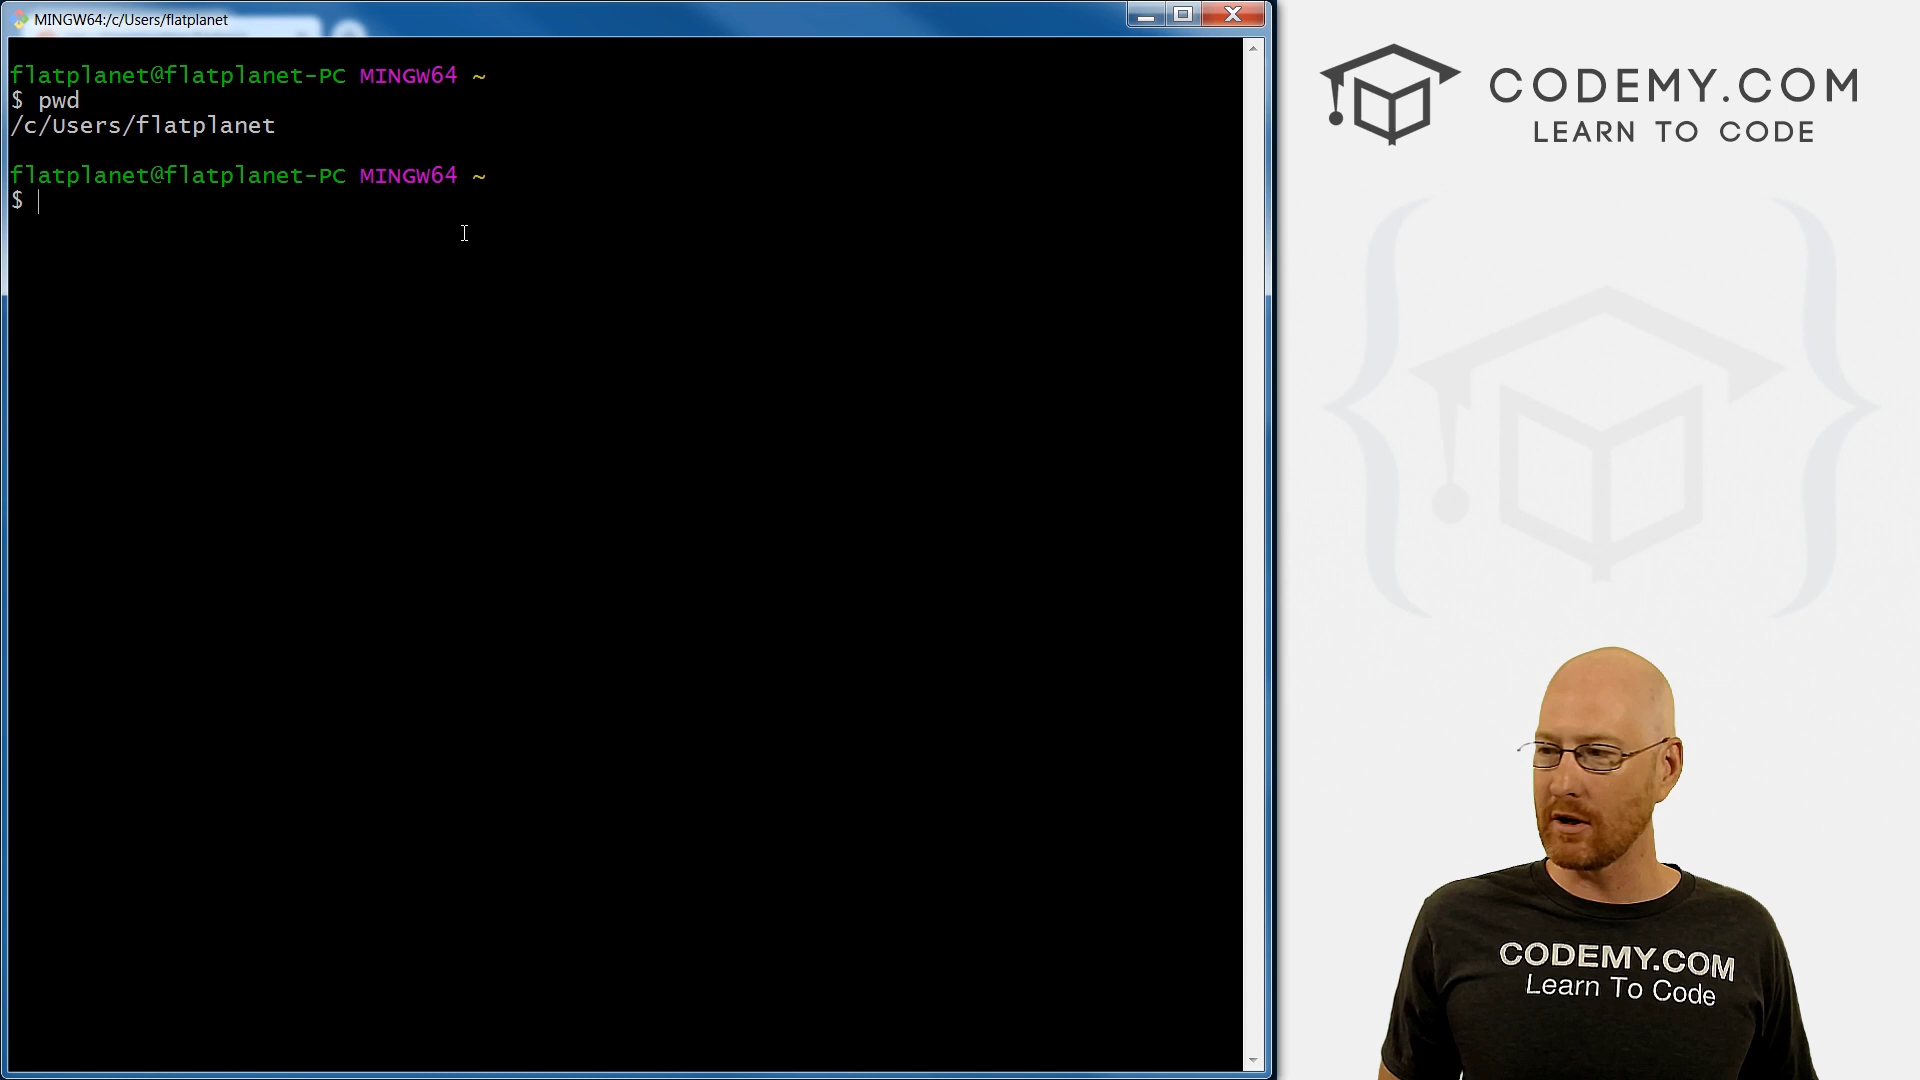 MINGW64:/c/Users/flatplanet
flatplanet@flatplanet-PC MINGW64 ~
$ pwd
/c/Users/flatplanet
flatplanet@flatplanet-PC MINGW64 ~
$
CODEMY.COM
LEARN TO CODE
CODEMY.COM
Learn To Code